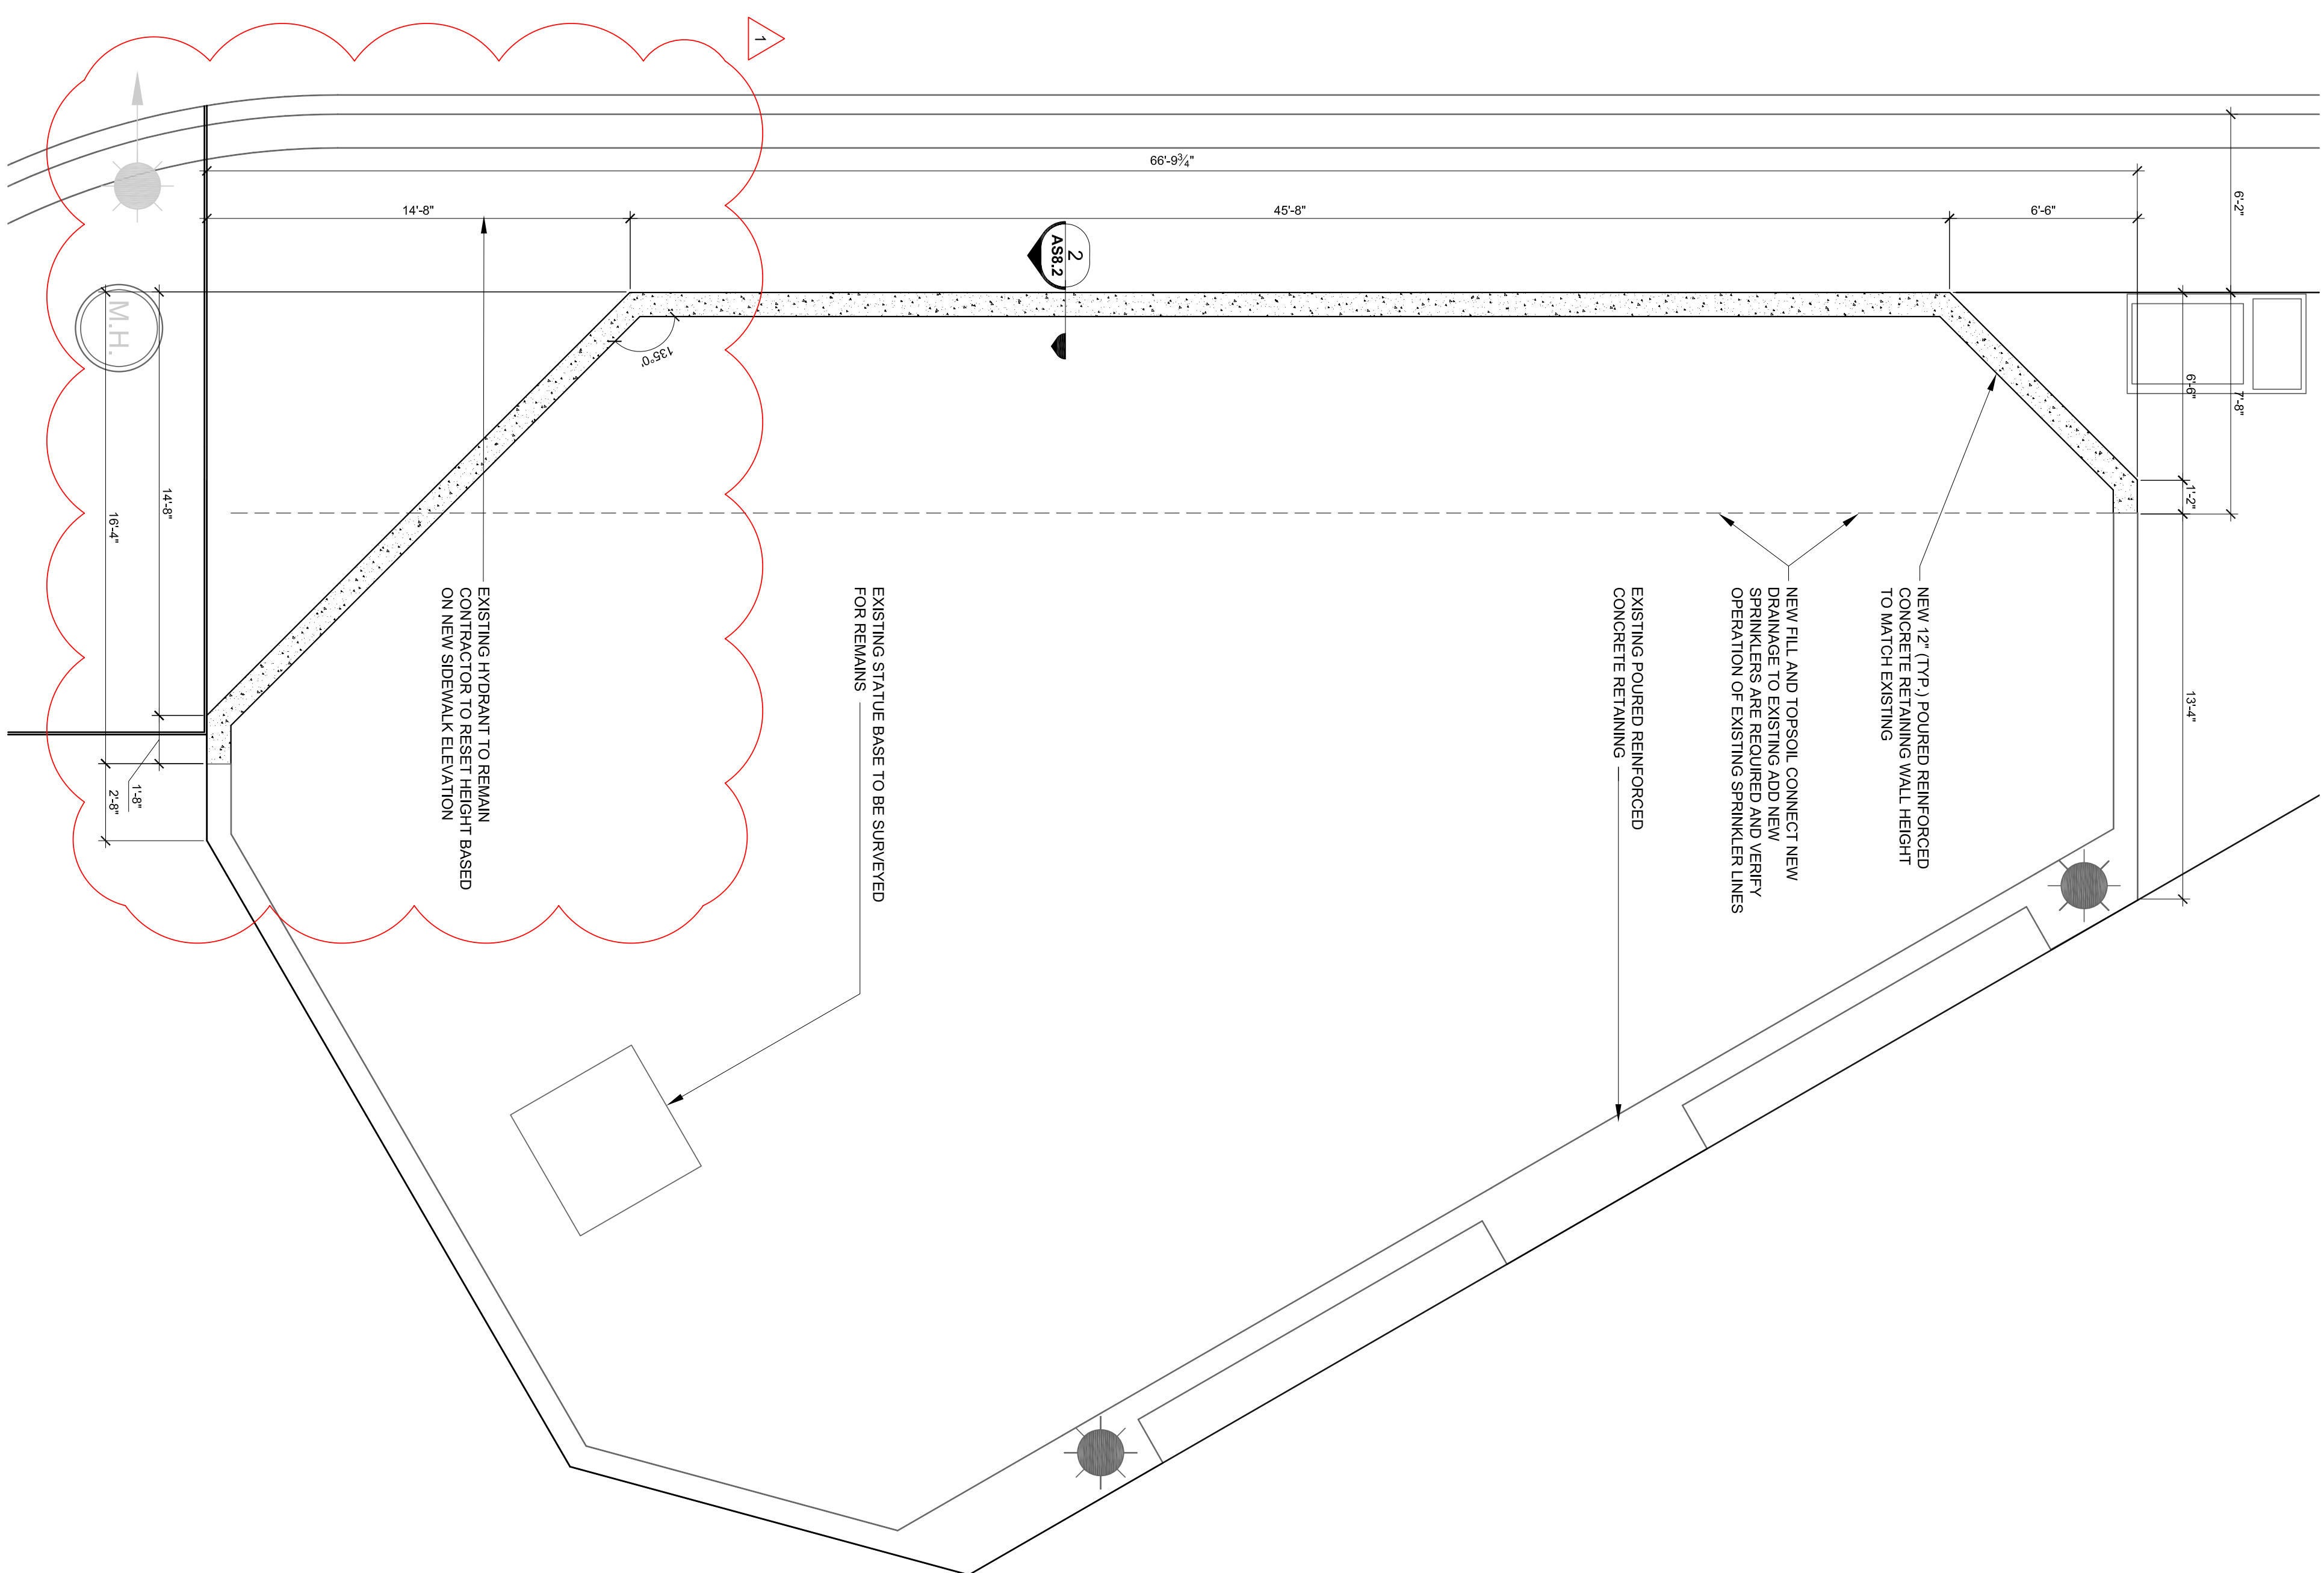 1
66'-9¾"
14'-8"
45'-8"
6'-6"
6'-2"
2
AS8.2
M.H.
135°0'
6'-6"
7'-8"
1'-2"
13'-4"
14'-8"
16'-4"
1'-8"
2'-8"
NEW 12" (TYP.) POURED REINFORCED
CONCRETE RETAINING WALL HEIGHT
TO MATCH EXISTING
NEW FILL AND TOPSOIL CONNECT NEW
DRAINAGE TO EXISTING ADD NEW
SPRINKLERS ARE REQUIRED AND VERIFY
OPERATION OF EXISTING SPRINKLER LINES
EXISTING POURED REINFORCED
CONCRETE RETAINING
EXISTING STATUE BASE TO BE SURVEYED
FOR REMAINS
EXISTING HYDRANT TO REMAIN
CONTRACTOR TO RESET HEIGHT BASED
ON NEW SIDEWALK ELEVATION